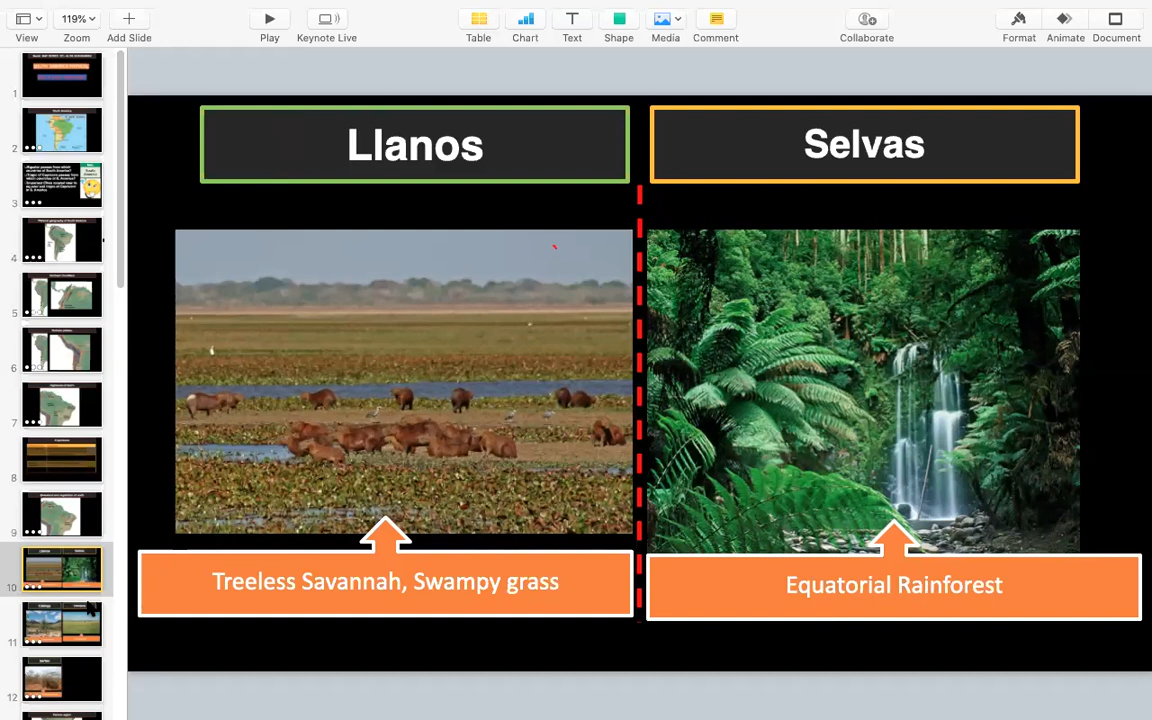 119%
View
Zoom
Add Slide
Play
Keynote Live
Table
Chart
Text
Shape
Media
Comment
Collaborate
Format
Animate
Document
1
2
3
4
5
6
7
8
9
10
11
12
Llanos
Selvas
Treeless Savannah, Swampy grass
Equatorial Rainforest